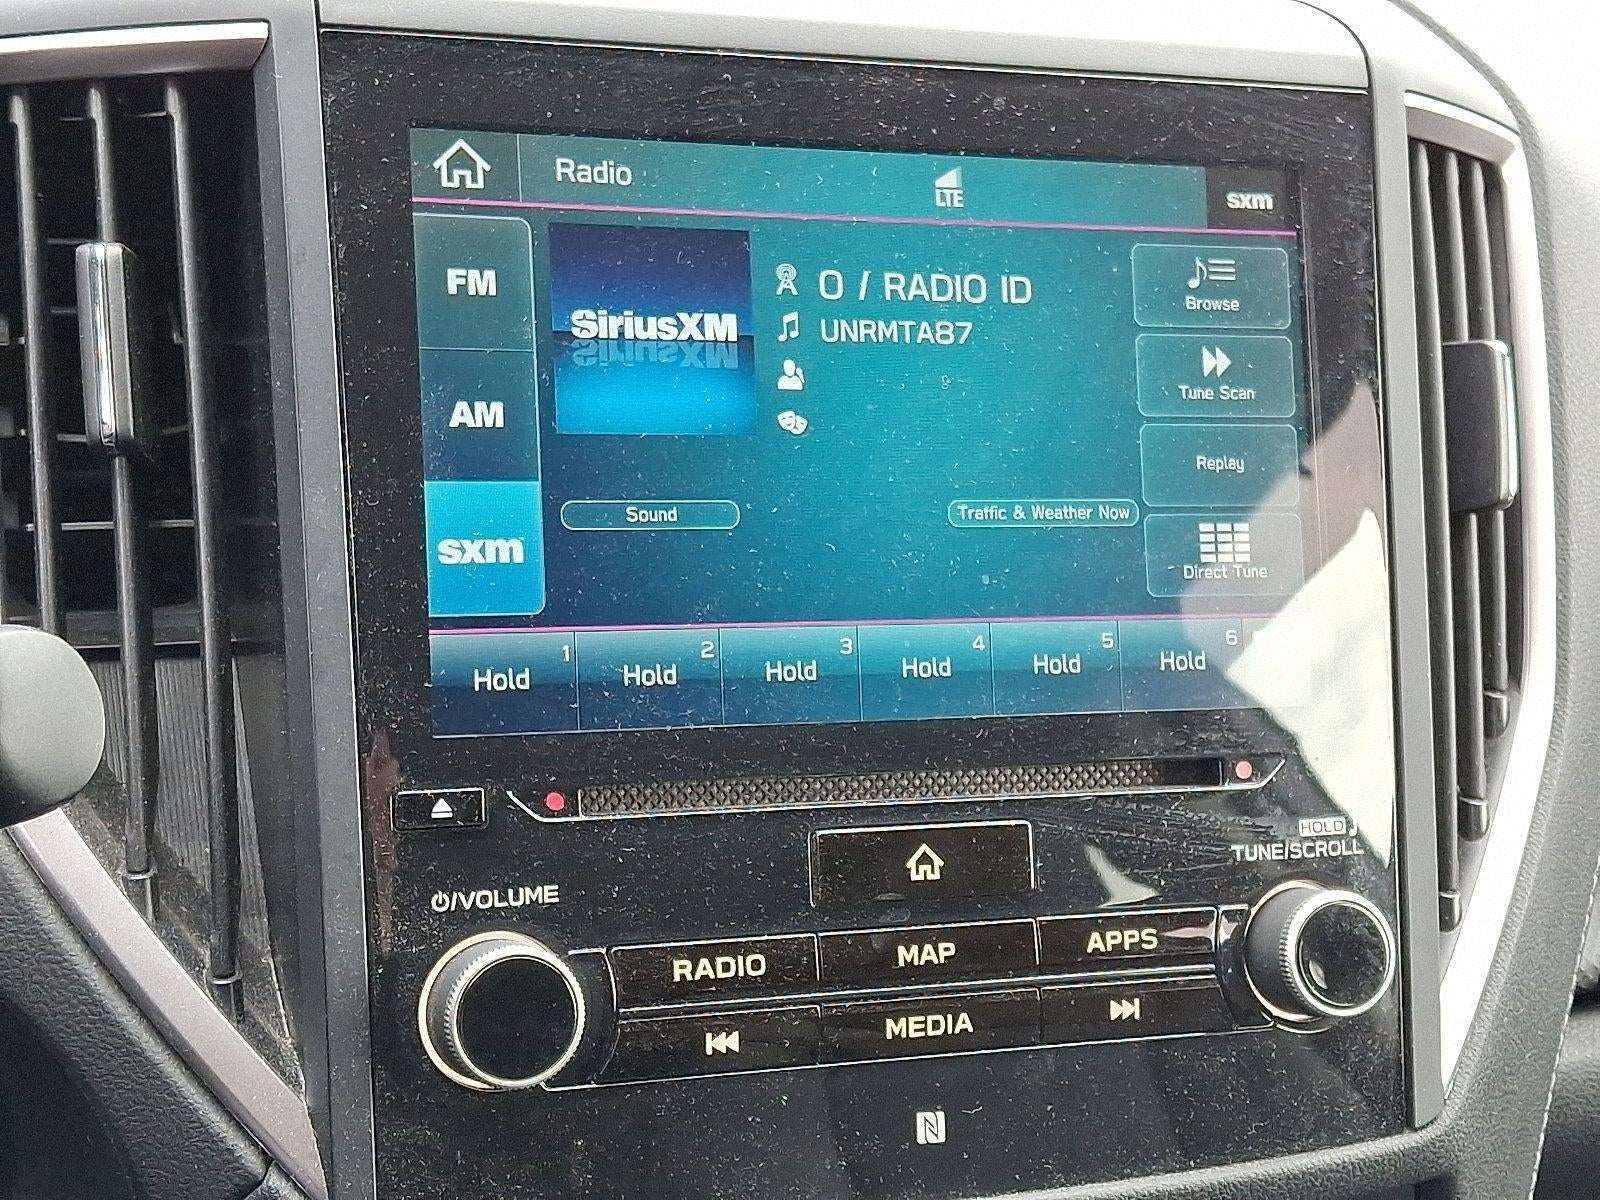 Radio
LTE
sxm
FM
AM
sxm
SiriusXM
0 / RADIO ID
UNRMTA87
Browse
Tune Scan
Replay
Direct Tune
Sound
Traffic & Weather Now
1 2 3 4 5 6
Hold Hold Hold Hold Hold Hold
HOLD
TUNE/SCROLL
/VOLUME
RADIO MAP APPS
MEDIA
N